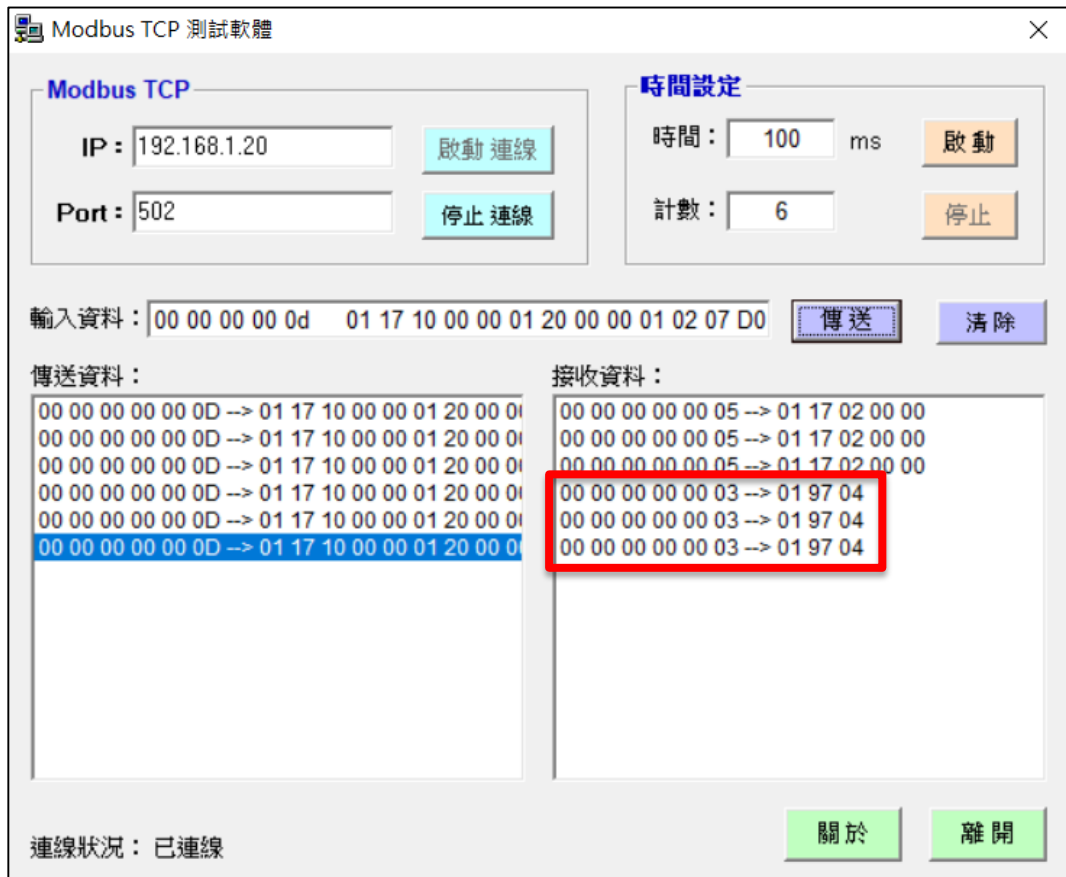 Modbus TCP 測試軟體
Modbus TCP
IP： 192.168.1.20 啟動 連線
Port： 502 停止 連線
時間設定
時間： 100 ms 啟 動
計數： 6 停止
輸入資料： 00 00 00 00 0d 01 17 10 00 00 01 20 00 00 01 02 07 D0 傳 送 清 除
傳送資料：
00 00 00 00 00 0D --> 01 17 10 00 00 01 20 00 0
00 00 00 00 00 0D --> 01 17 10 00 00 01 20 00 0
00 00 00 00 00 0D --> 01 17 10 00 00 01 20 00 0
00 00 00 00 00 0D --> 01 17 10 00 00 01 20 00 0
00 00 00 00 00 0D --> 01 17 10 00 00 01 20 00 0
00 00 00 00 00 0D --> 01 17 10 00 00 01 20 00 0
接收資料：
00 00 00 00 00 05 --> 01 17 02 00 00
00 00 00 00 00 05 --> 01 17 02 00 00
00 00 00 00 00 05 --> 01 17 02 00 00
00 00 00 00 00 03 --> 01 97 04
00 00 00 00 00 03 --> 01 97 04
00 00 00 00 00 03 --> 01 97 04
連線狀況： 已連線
關 於 離 開